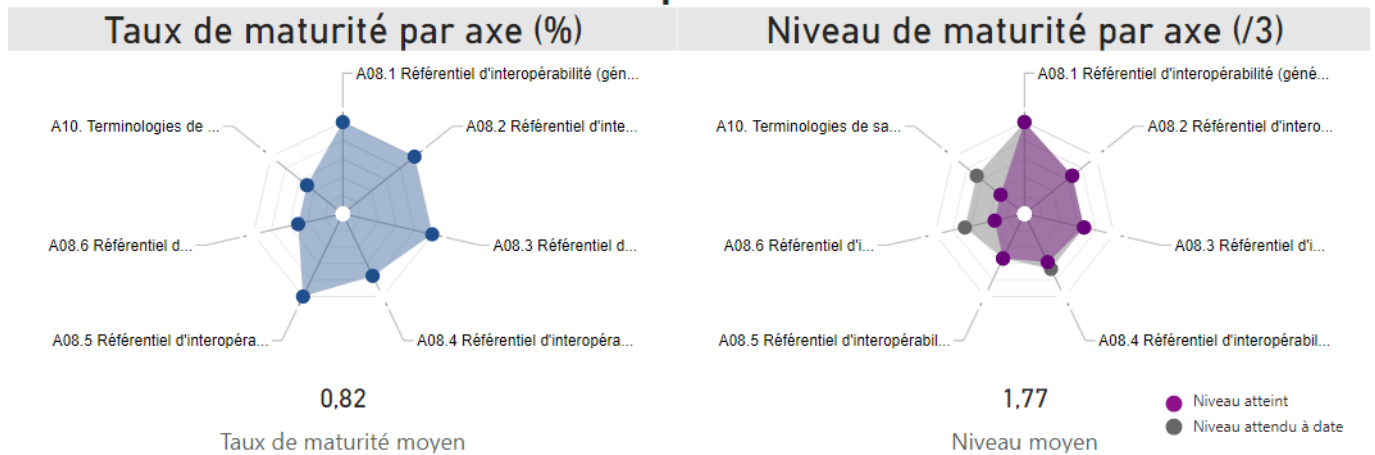 Taux de maturité par axe (%)
A08.1 Référentiel d'interopérabilité (gén...
A10. Terminologies de ...
A08.2 Référentiel d'inte...
A08.6 Référentiel d...
A08.3 Référentiel d...
A08.5 Référentiel d'interopéra...
A08.4 Référentiel d'interopéra...
0,82
Taux de maturité moyen
Niveau de maturité par axe (/3)
A08.1 Référentiel d'interopérabilité (géné...
A10. Terminologies de sa...
A08.2 Référentiel d'intero...
A08.6 Référentiel d'i...
A08.3 Référentiel d'i...
A08.5 Référentiel d'interopérabil...
A08.4 Référentiel d'interopérabil...
1,77
Niveau moyen
Niveau atteint
Niveau attendu à date